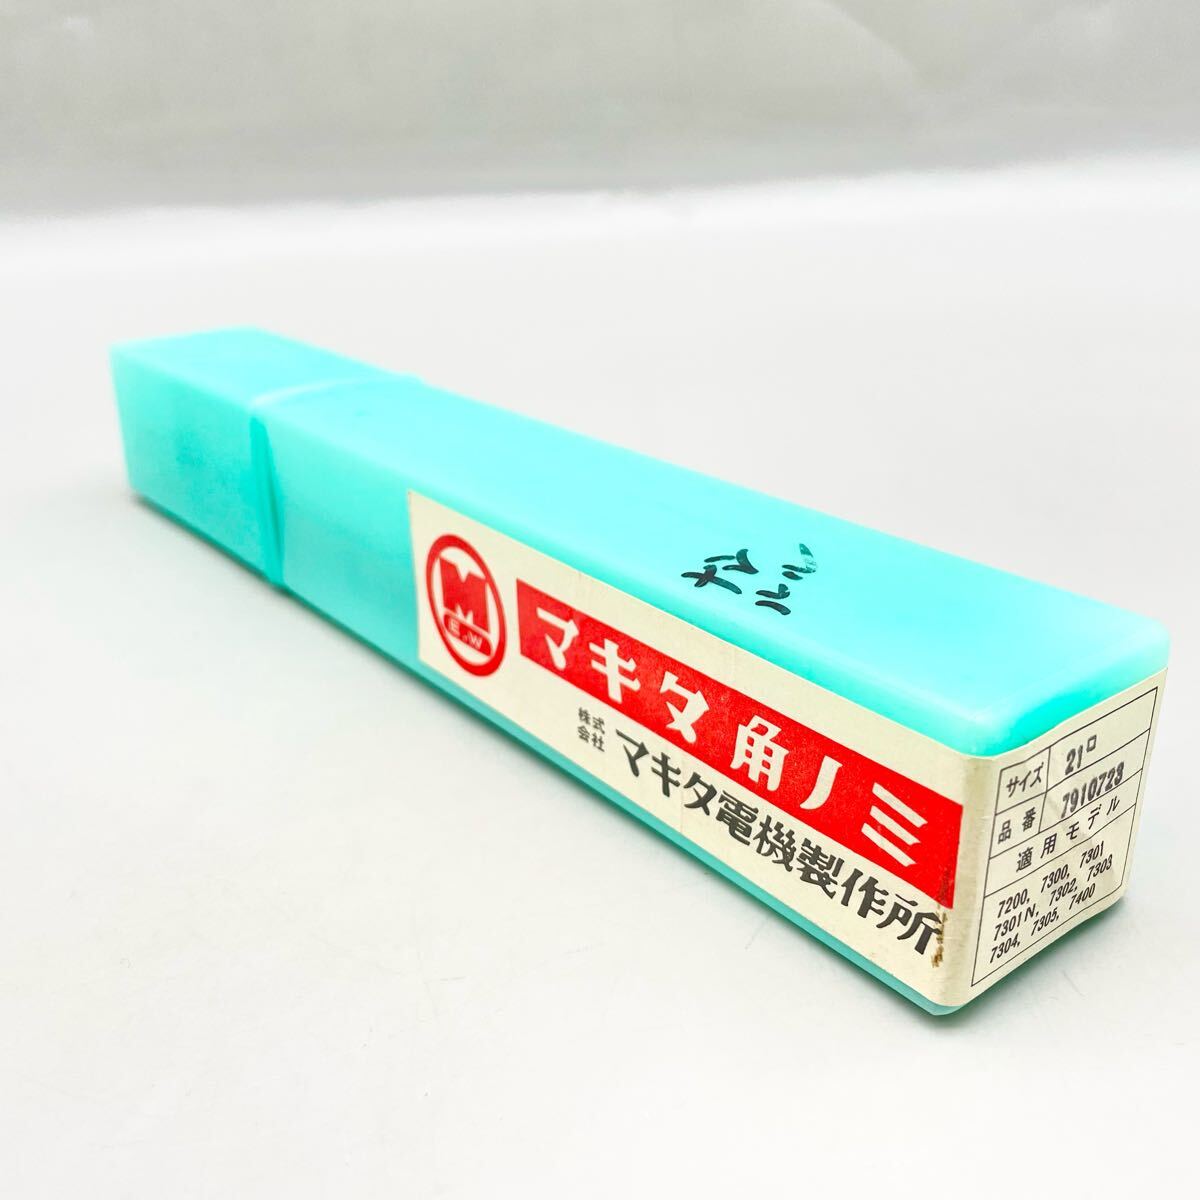 M
E.W
マキタ角ノミ
株式会社 マキタ電機製作所
サイズ 21□
品番 7910723
適用モデル
7200, 7300, 7301
7301N, 7302, 7303
7304, 7305, 7400